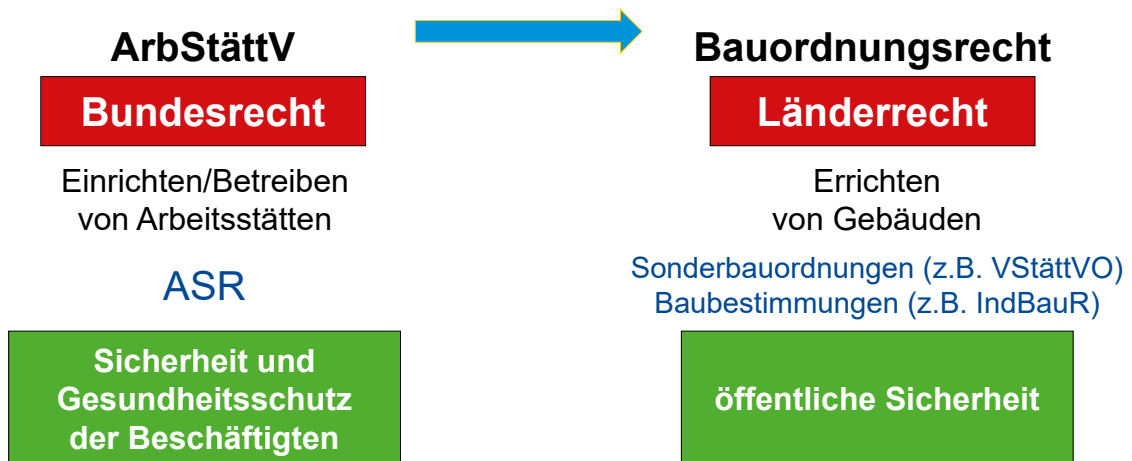 ArbStättV
Bundesrecht
Einrichten/Betreiben
von Arbeitsstätten
ASR
Sicherheit und
Gesundheitsschutz
der Beschäftigten
Bauordnungsrecht
Länderrecht
Errichten
von Gebäuden
Sonderbauordnungen (z.B. VStättVO)
Baubestimmungen (z.B. IndBauR)
öffentliche Sicherheit